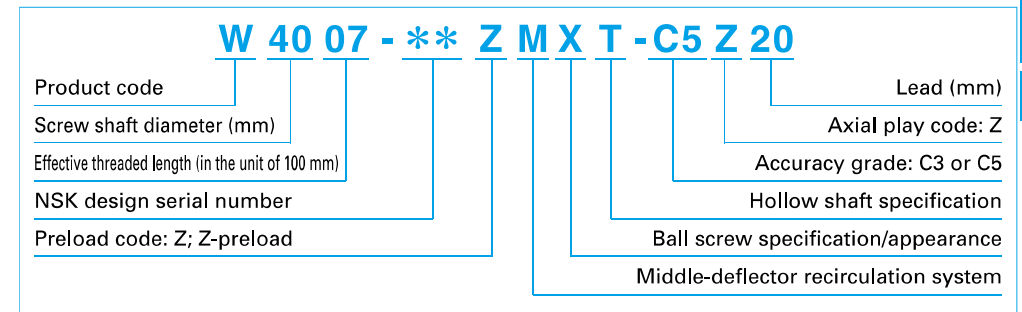 W 40 07 - ** Z M X T - C5 Z 20
Product code
Lead (mm)
Screw shaft diameter (mm)
Axial play code: Z
Effective threaded length (in the unit of 100 mm)
Accuracy grade: C3 or C5
NSK design serial number
Hollow shaft specification
Preload code: Z; Z-preload
Ball screw specification/appearance
Middle-deflector recirculation system